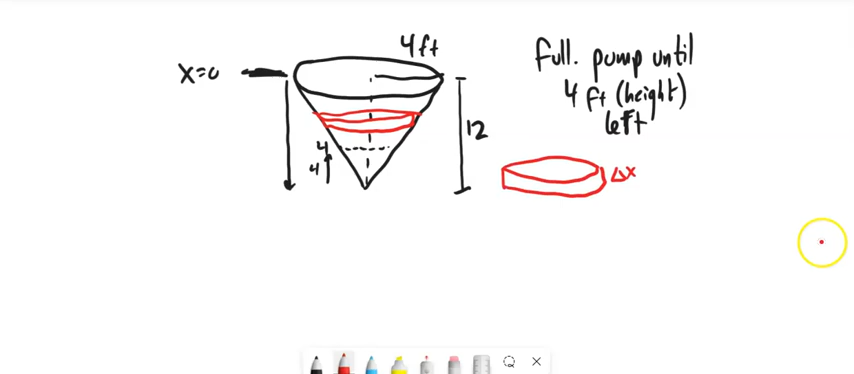 4ft
x=0
4
4
12
full. pump until
4 ft (height)
left
Δx